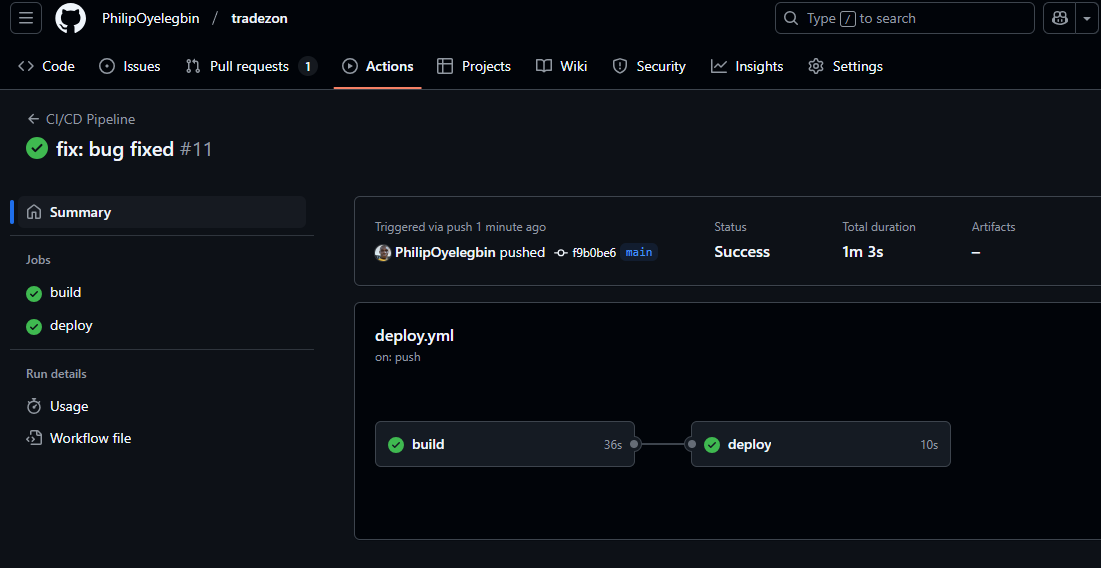 PhilipOyelegbin / tradezon
Type / to search
Code Issues Pull requests 1 Actions Projects Wiki Security Insights Settings
← CI/CD Pipeline
fix: bug fixed #11
Summary
Jobs
build
deploy
Run details
Usage
Workflow file
Triggered via push 1 minute ago
PhilipOyelegbin pushed f9b0be6 main
Status
Success
Total duration
1m 3s
Artifacts
–
deploy.yml
on: push
build 36s
deploy 10s